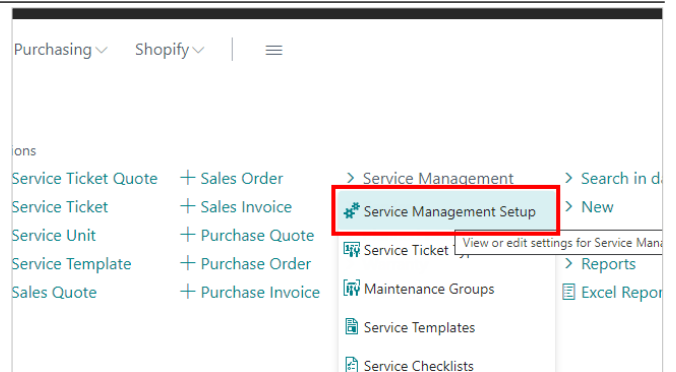 Purchasing Shopify
ions
Service Ticket Quote + Sales Order > Service Management > Search in d
Service Ticket + Sales Invoice Service Management Setup > New
Service Unit + Purchase Quote Service Ticket View or edit settings for Service Mana
Service Template + Purchase Order > Reports
Sales Quote + Purchase Invoice Maintenance Groups Excel Repor
Service Templates
Service Checklists